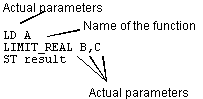 Actual parameters
Name of the function
LD A
LIMIT_REAL B,C
ST result
Actual parameters